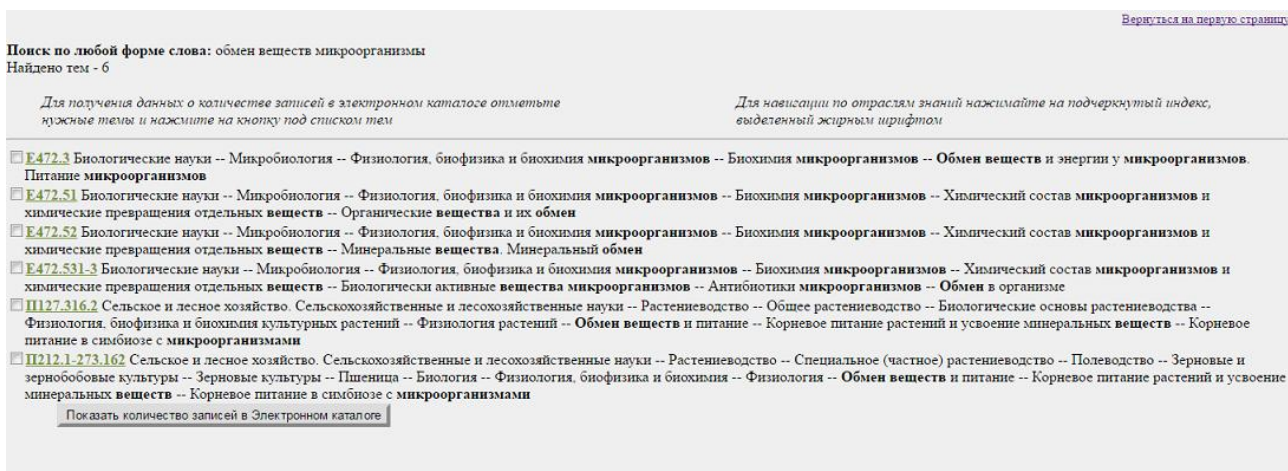 Вернуться на первую страницу
Поиск по любой форме слова: обмен веществ микроорганизмы
Найдено тем - 6
Для получения данных о количестве записей в электронном каталоге отметьте
нужные темы и нажмите на кнопку под списком тем
Для навигации по отраслям знаний нажимайте на подчеркнутый индекс,
выделенный жирным шрифтом
Е472.3 Биологические науки -- Микробиология -- Физиология, биофизика и биохимия микроорганизмов -- Биохимия микроорганизмов -- Обмен веществ и энергии у микроорганизмов.
Питание микроорганизмов
Е472.51 Биологические науки -- Микробиология -- Физиология, биофизика и биохимия микроорганизмов -- Биохимия микроорганизмов -- Химический состав микроорганизмов и
химические превращения отдельных веществ -- Органические вещества и их обмен
Е472.52 Биологические науки -- Микробиология -- Физиология, биофизика и биохимия микроорганизмов -- Биохимия микроорганизмов -- Химический состав микроорганизмов и
химические превращения отдельных веществ -- Минеральные вещества. Минеральный обмен
Е472.531-3 Биологические науки -- Микробиология -- Физиология, биофизика и биохимия микроорганизмов -- Биохимия микроорганизмов -- Химический состав микроорганизмов и
химические превращения отдельных веществ -- Биологически активные вещества микроорганизмов -- Антибиотики микроорганизмов -- Обмен в организме
П127.316.2 Сельское и лесное хозяйство. Сельскохозяйственные и лесохозяйственные науки -- Растениеводство -- Общее растениеводство -- Биологические основы растениеводства --
Физиология, биофизика и биохимия культурных растений -- Физиология растений -- Обмен веществ и питание -- Корневое питание растений и усвоение минеральных веществ -- Корневое
питание в симбиозе с микроорганизмами
П212.1-273.162 Сельское и лесное хозяйство. Сельскохозяйственные и лесохозяйственные науки -- Растениеводство -- Специальное (частное) растениеводство -- Полеводство -- Зерновые и
зернобобовые культуры -- Зерновые культуры -- Пшеница -- Биология -- Физиология, биофизика и биохимия -- Физиология -- Обмен веществ и питание -- Корневое питание растений и усвоение
минеральных веществ -- Корневое питание в симбиозе с микроорганизмами
Показать количество записей в Электронном каталоге